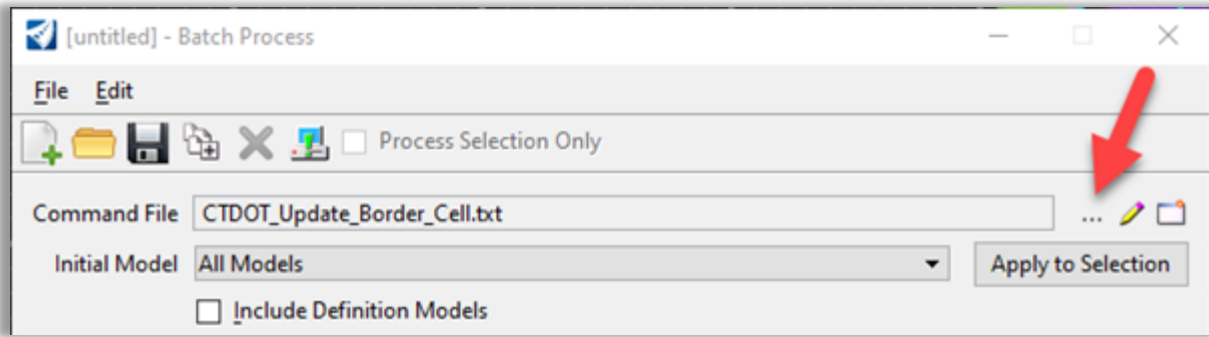 [untitled] - Batch Process
File Edit
Process Selection Only
Command File CTDOT_Update_Border_Cell.txt ...
Initial Model All Models Apply to Selection
Include Definition Models